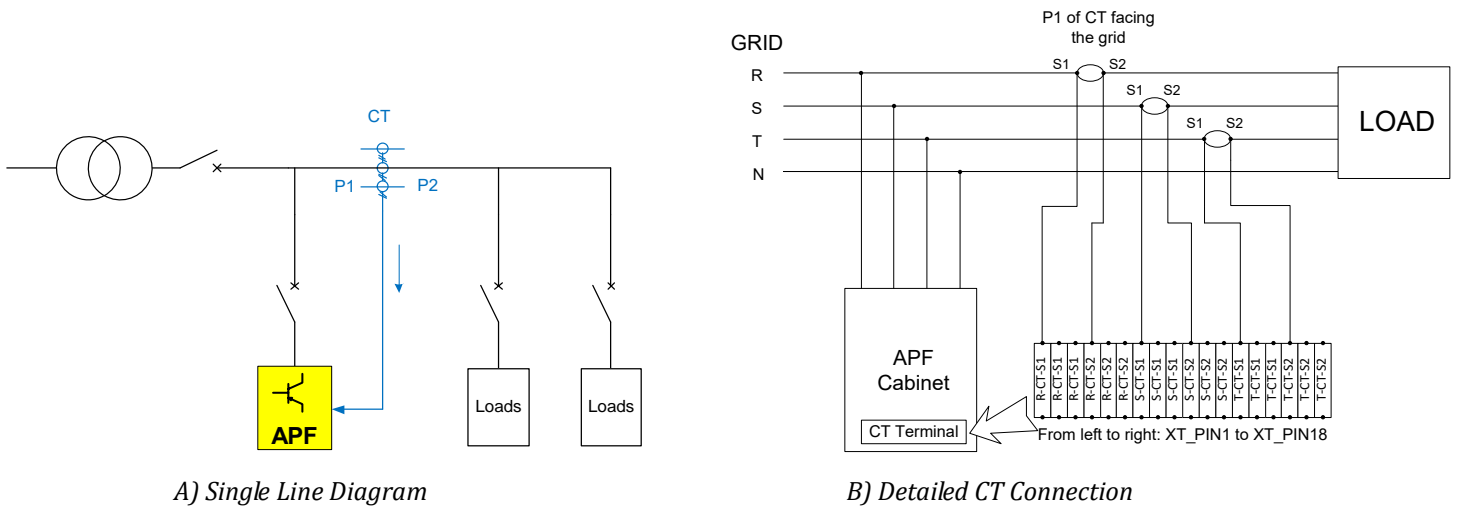 CT
P1
P2
APF
Loads
Loads
A) Single Line Diagram
P1 of CT facing
the grid
GRID
R
S
T
N
S1
S2
S1
S2
S1
S2
LOAD
APF
Cabinet
CT Terminal
R-CT-S1
R-CT-S1
R-CT-S1
R-CT-S2
R-CT-S2
R-CT-S2
S-CT-S1
S-CT-S1
S-CT-S1
S-CT-S2
S-CT-S2
S-CT-S2
T-CT-S1
T-CT-S1
T-CT-S1
T-CT-S2
T-CT-S2
T-CT-S2
From left to right: XT_PIN1 to XT_PIN18
B) Detailed CT Connection